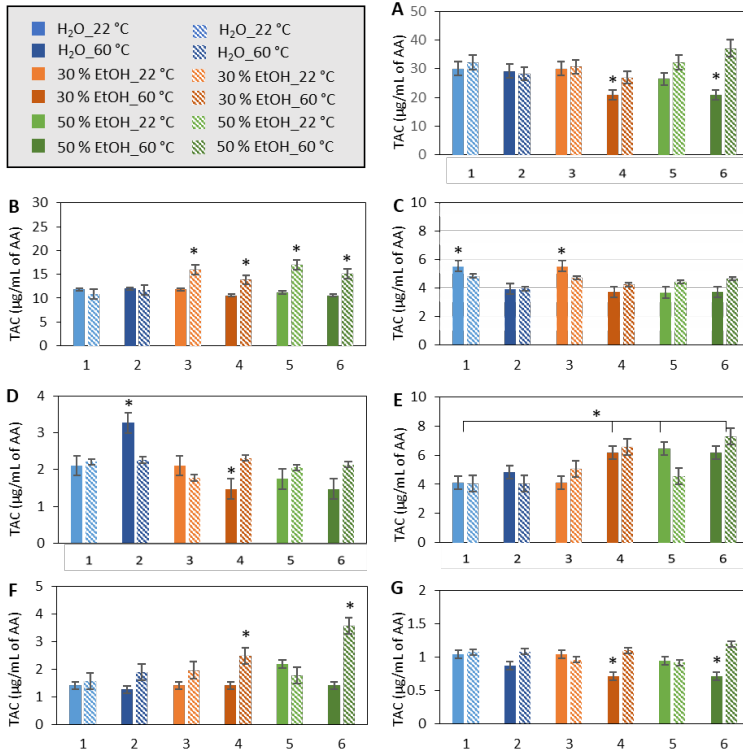 H₂O_22 °C H₂O_22 °C
H₂O_60 °C H₂O_60 °C
30 % EtOH_22 °C 30 % EtOH_22 °C
30 % EtOH_60 °C 30 % EtOH_60 °C
50 % EtOH_22 °C 50 % EtOH_22 °C
50 % EtOH_60 °C 50 % EtOH_60 °C
A
TAC (µg/mL of AA)
50
40
30
20
10
0
* *
1 2 3 4 5 6
B
TAC (µg/mL of AA)
30
25
20
15
10
5
0
* * * *
1 2 3 4 5 6
C
TAC (µg/mL of AA)
10
8
6
4
2
0
* *
1 2 3 4 5 6
D
TAC (µg/mL of AA)
4
3
2
1
0
* *
1 2 3 4 5 6
E
TAC (µg/mL of AA)
10
8
6
4
2
0
*
1 2 3 4 5 6
F
TAC (µg/mL of AA)
5
4
3
2
1
0
* *
1 2 3 4 5 6
G
TAC (µg/mL of AA)
2
1.5
1
0.5
0
* *
1 2 3 4 5 6